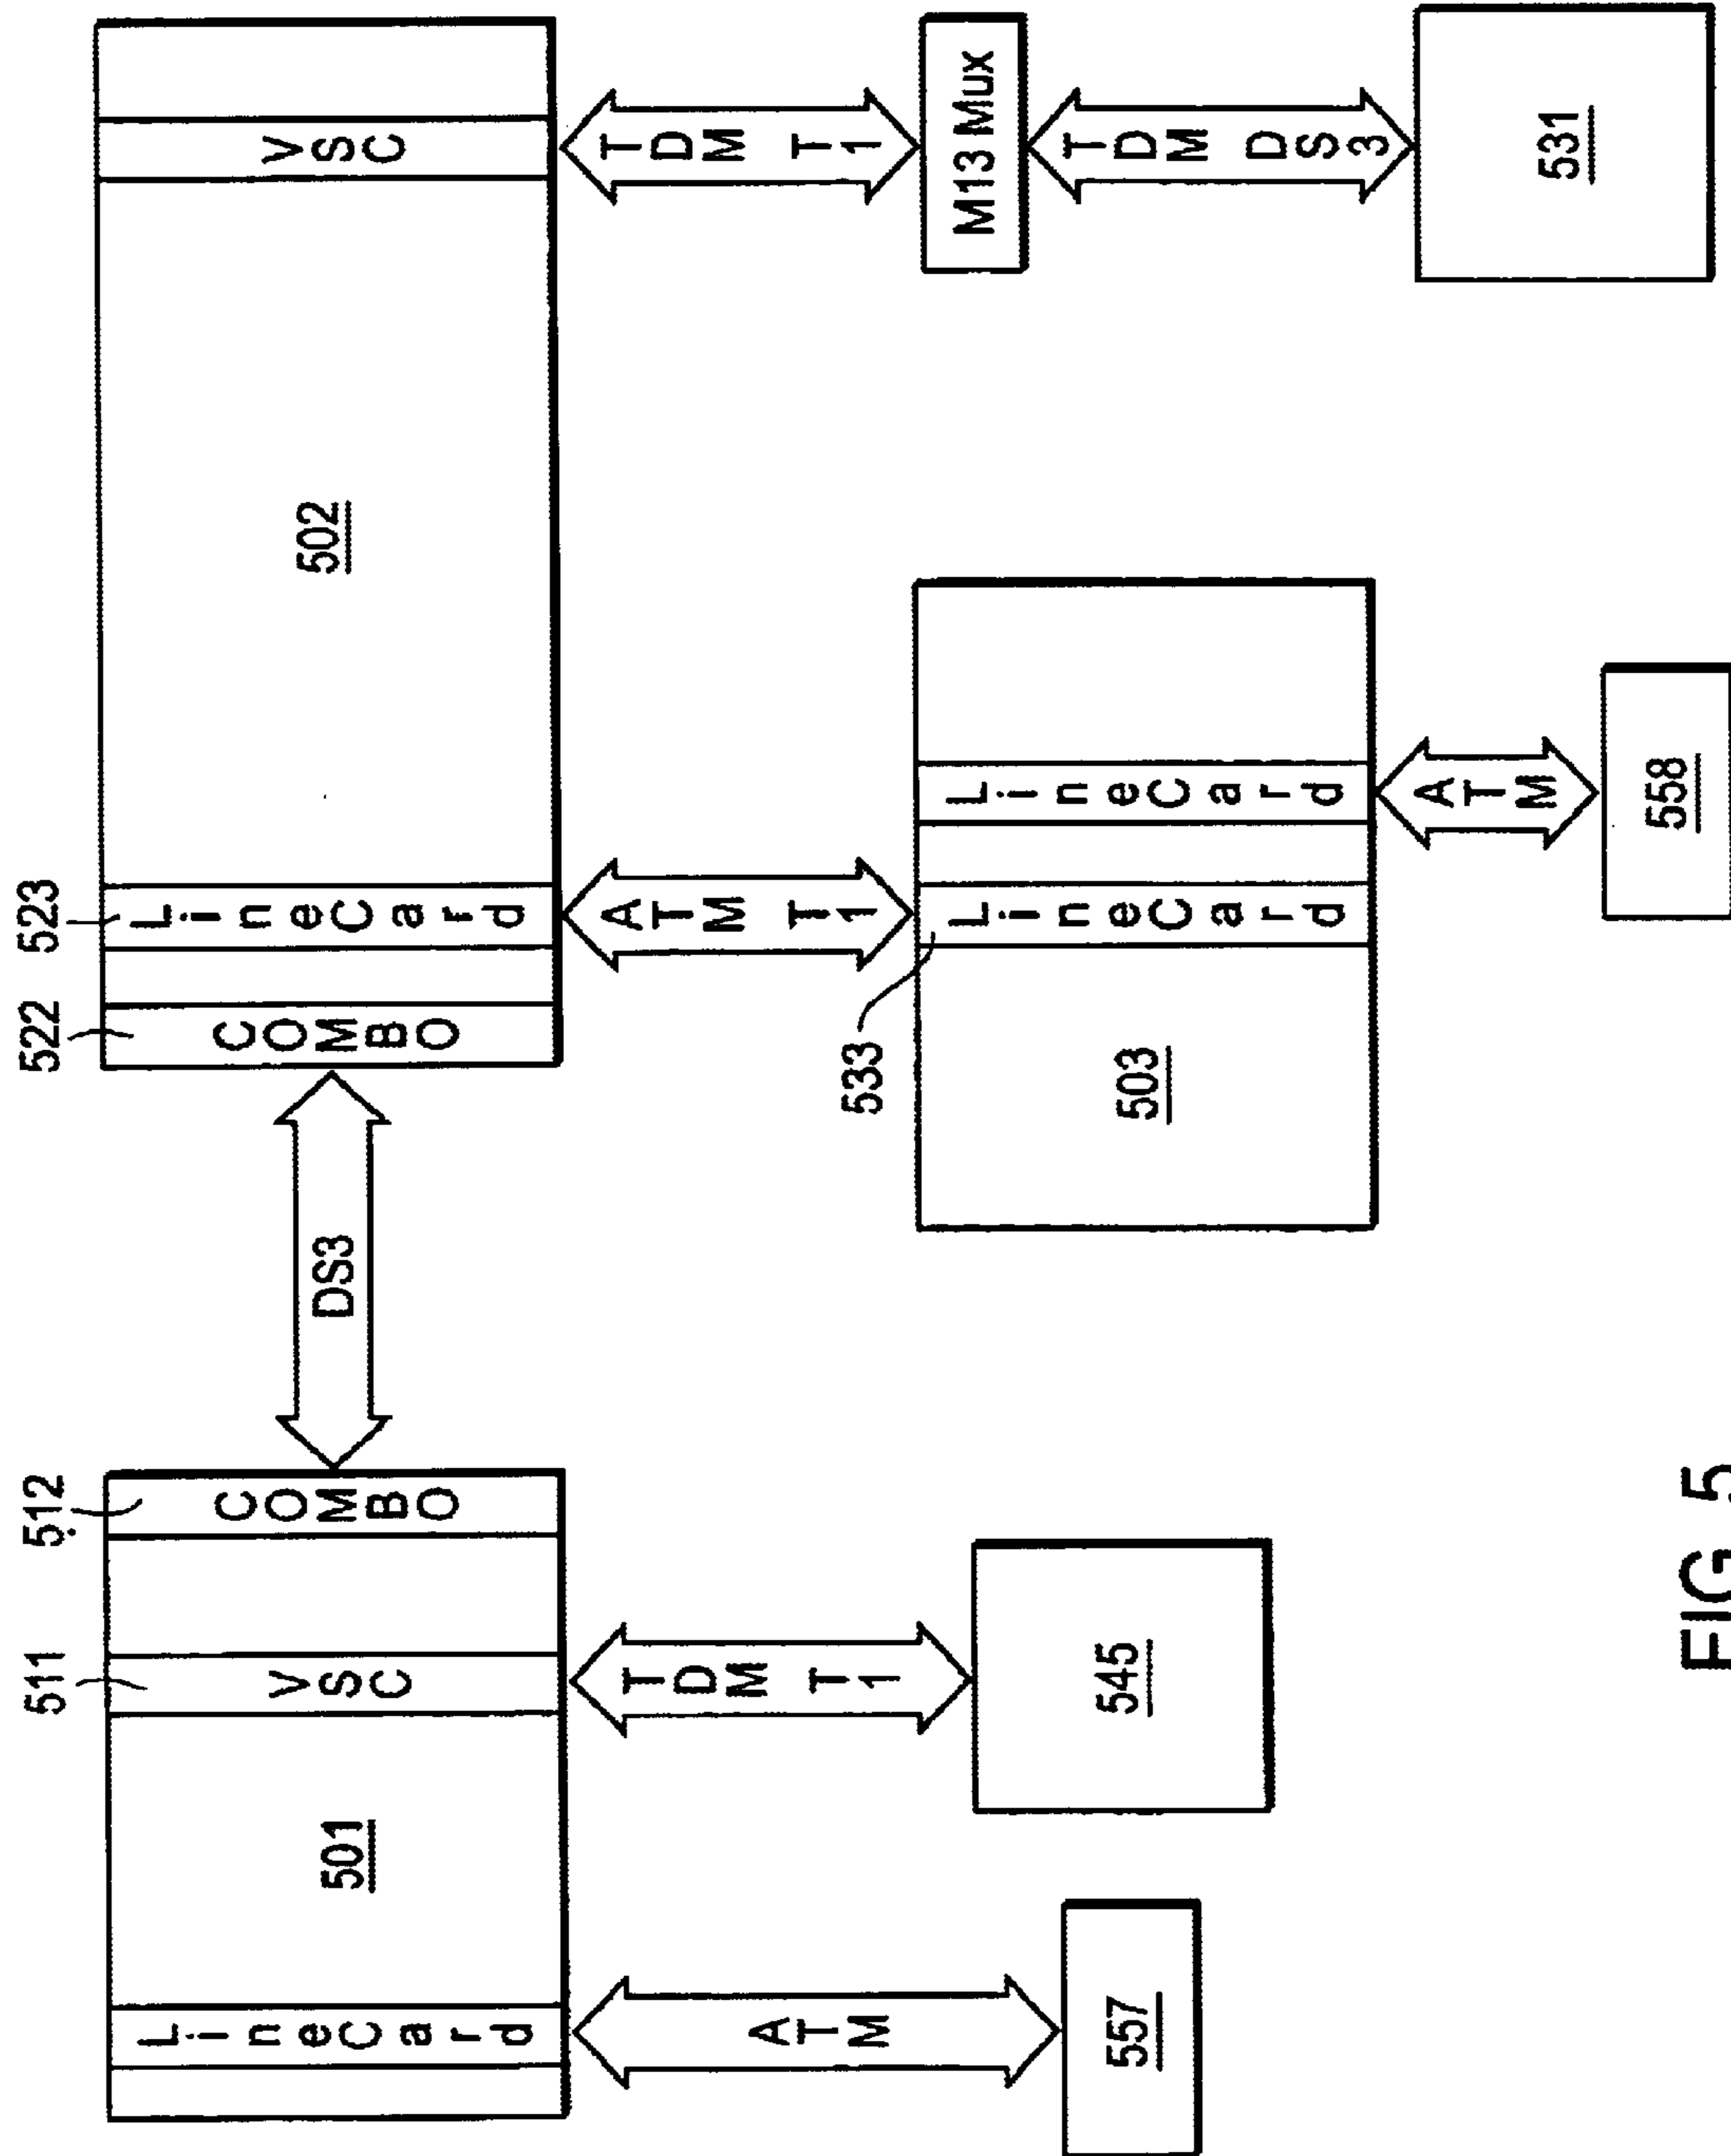 511
512
522
523
LineCard
501
VSC
COMBO
DS3
COMBO
LineCard
502
VSC
ATM
TDM T1
ATM T1
TDM T1
557
545
533
503
LineCard
LineCard
M13 Mux
ATM
TDM DS3
558
531
FIG. 5